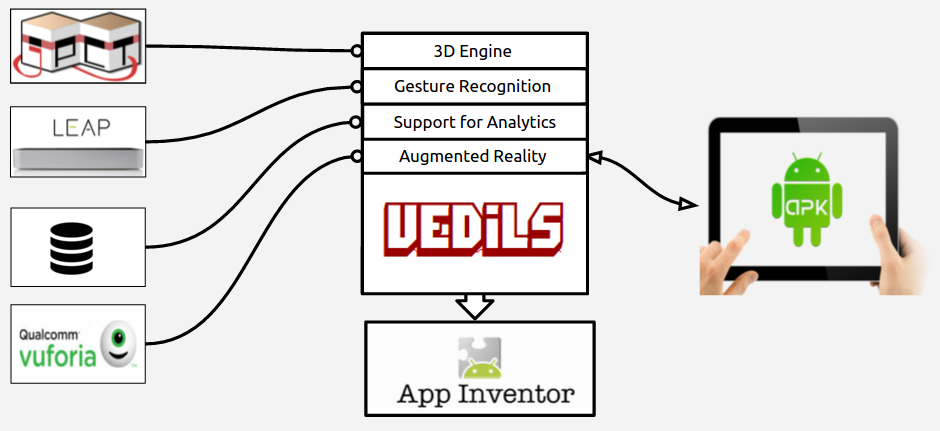 JPCT
LEAP
Qualcomm
vuforia
3D Engine
Gesture Recognition
Support for Analytics
Augmented Reality
VEDILS
App Inventor
APK